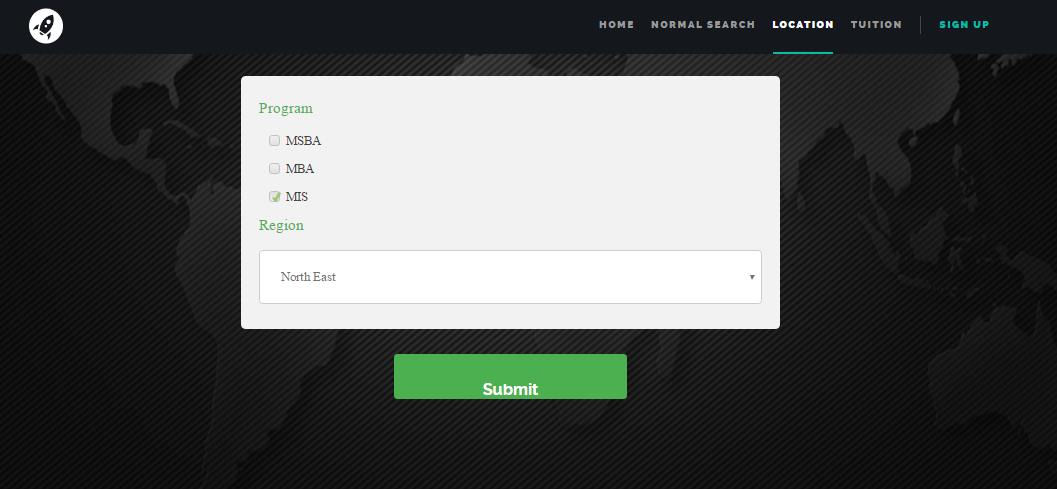 HOME NORMAL SEARCH LOCATION TUITION SIGN UP
Program
MSBA
MBA
MIS
Region
North East
Submit